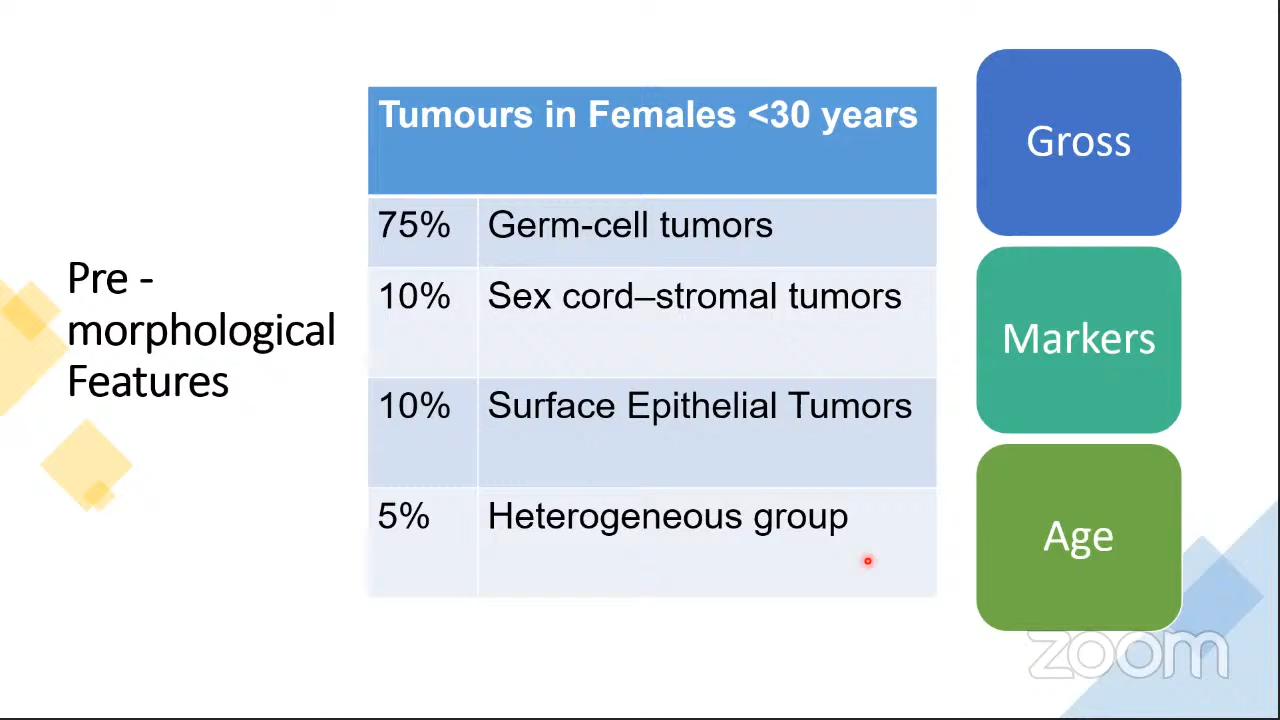 Pre -
morphological
Features
Tumours in Females <30 years
75% Germ-cell tumors
10% Sex cord–stromal tumors
10% Surface Epithelial Tumors
5% Heterogeneous group
Gross
Markers
Age
zoom